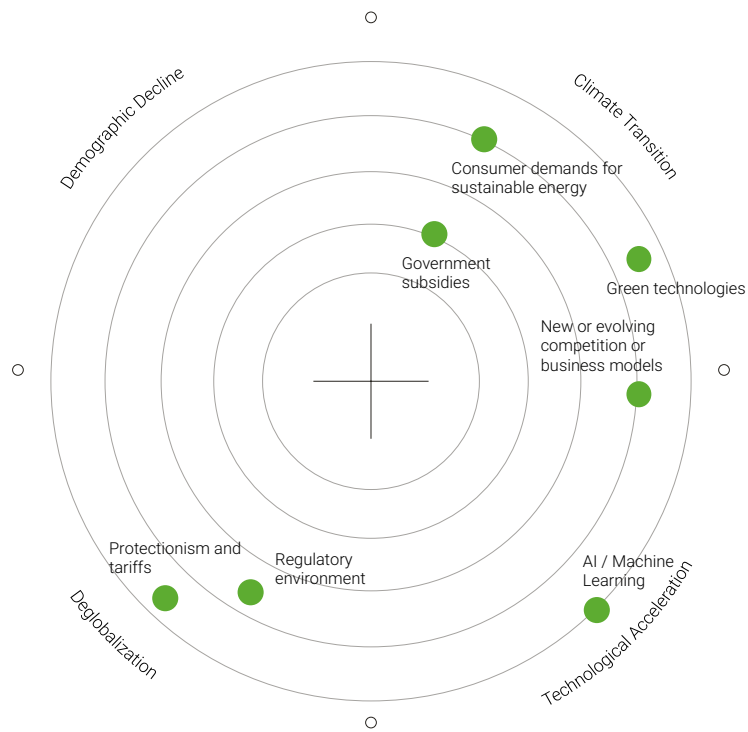 Demographic Decline
Climate Transition
Consumer demands for
sustainable energy
Government
subsidies
Green technologies
New or evolving
competition or
business models
Protectionism and
tariffs
Regulatory
environment
AI / Machine
Learning
Deglobalization
Technological Acceleration